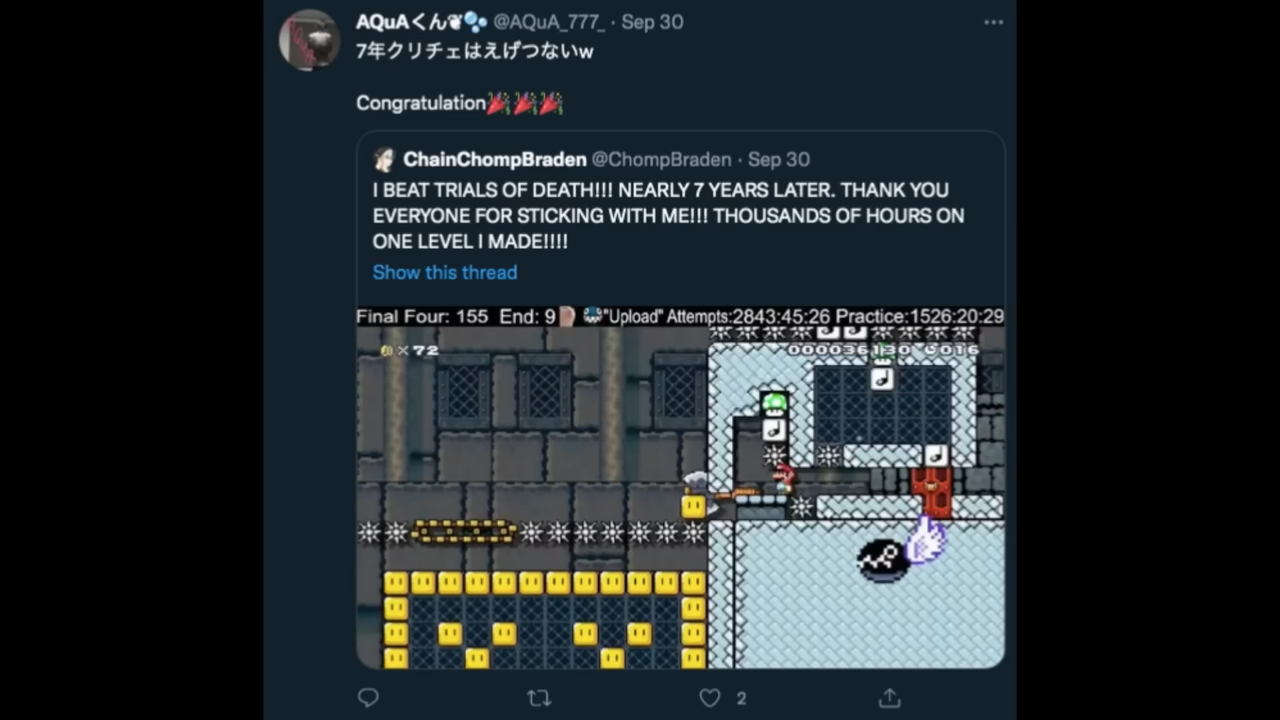 AQuAくん❦🫧 @AQuA_777_ · Sep 30
7年クリチェはえげつないw
Congratulation🎉🎉🎉
ChainChompBraden @ChompBraden · Sep 30
I BEAT TRIALS OF DEATH!!! NEARLY 7 YEARS LATER. THANK YOU
EVERYONE FOR STICKING WITH ME!!! THOUSANDS OF HOURS ON
ONE LEVEL I MADE!!!!
Show this thread
Final Four: 155 End: 9 "Upload" Attempts:2843:45:26 Practice:1526:20:29
×72
000036130 016
2